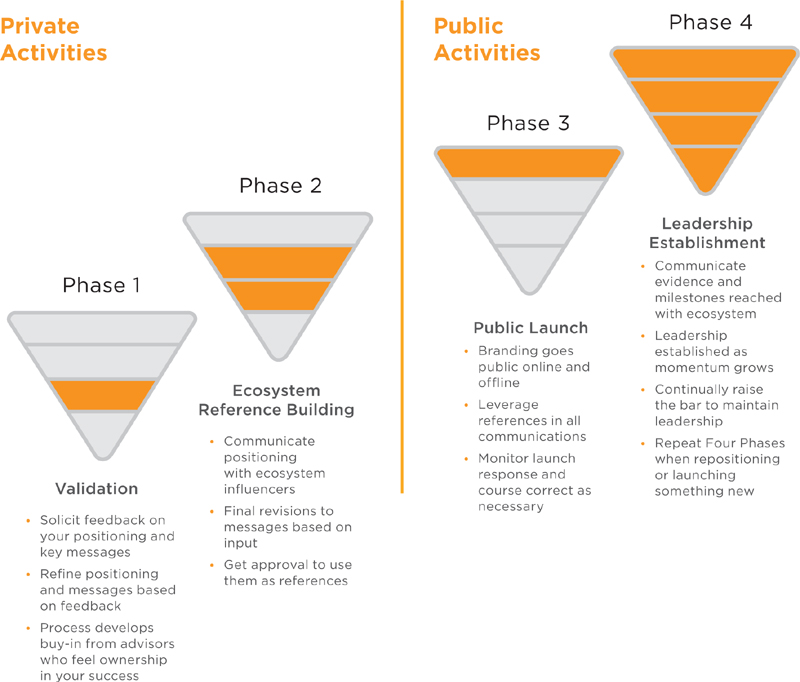 Private
Activities
Phase 1
Validation
• Solicit feedback on
your positioning and
key messages
• Refine positioning
and messages based
on feedback
• Process develops
buy-in from advisors
who feel ownership
in your success
Phase 2
Ecosystem
Reference Building
• Communicate
positioning
with ecosystem
influencers
• Final revisions to
messages based on
input
• Get approval to use
them as references
Public
Activities
Phase 3
Public Launch
• Branding goes
public online and
offline
• Leverage
references in all
communications
• Monitor launch
response and
course correct as
necessary
Phase 4
Leadership
Establishment
• Communicate
evidence and
milestones reached
with ecosystem
• Leadership
established as
momentum grows
• Continually raise
the bar to maintain
leadership
• Repeat Four Phases
when repositioning
or launching
something new